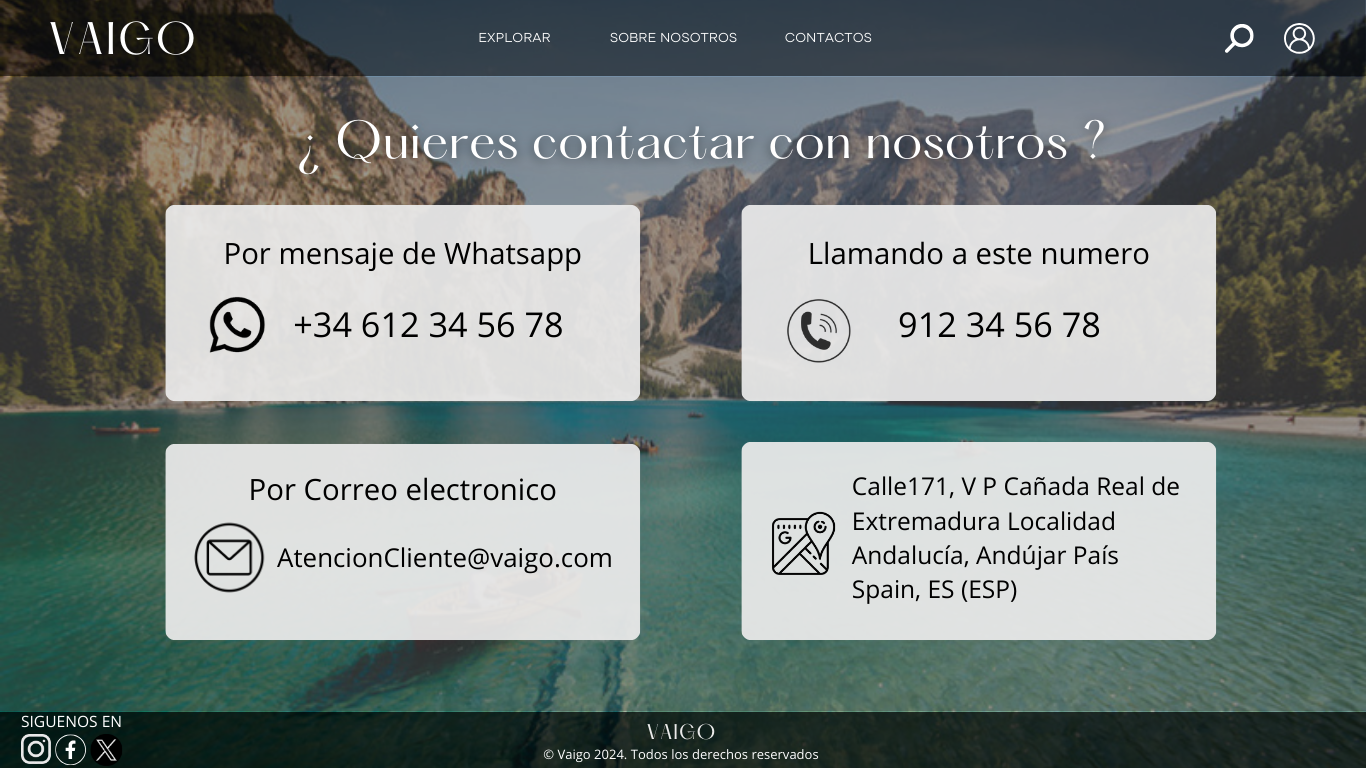 VAIGO
EXPLORAR
SOBRE NOSOTROS
CONTACTOS
¿ Quieres contactar con nosotros ?
Por mensaje de Whatsapp
+34 612 34 56 78
Llamando a este numero
912 34 56 78
Por Correo electronico
AtencionCliente@vaigo.com
G
Calle171, V P Cañada Real de
Extremadura Localidad
Andalucía, Andújar País
Spain, ES (ESP)
SIGUENOS EN
VAIGO
© Vaigo 2024. Todos los derechos reservados